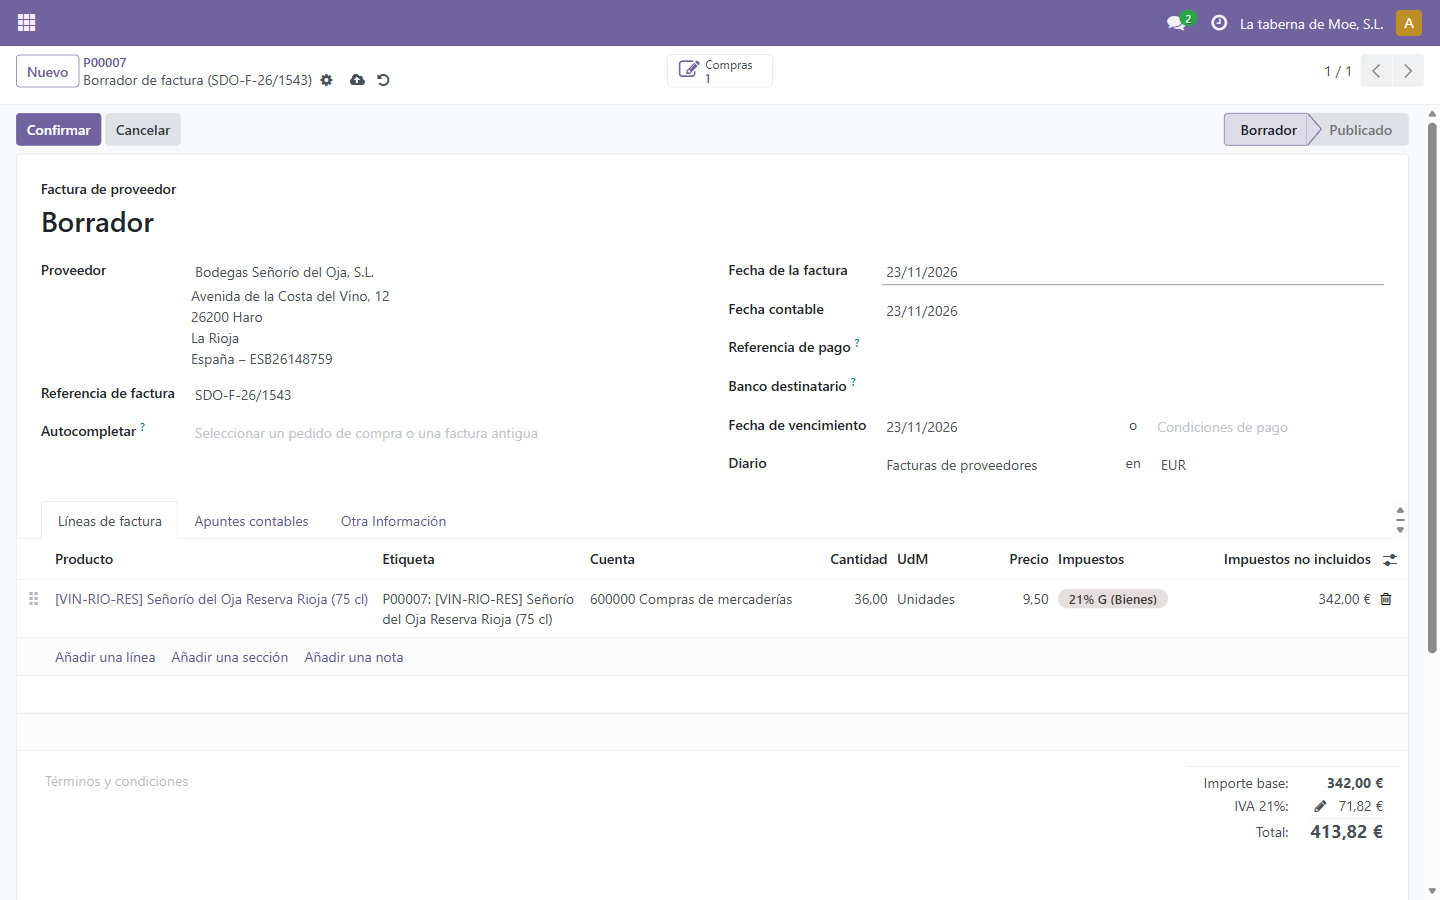 2
La taberna de Moe, S.L.
A
Nuevo
P00007
Borrador de factura (SDO-F-26/1543)
Compras
1
1 / 1
Confirmar
Cancelar
Borrador
Publicado
Factura de proveedor
Borrador
Proveedor
Bodegas Señorío del Oja, S.L.
Avenida de la Costa del Vino, 12
26200 Haro
La Rioja
España – ESB26148759
Referencia de factura
SDO-F-26/1543
Autocompletar ?
Seleccionar un pedido de compra o una factura antigua
Fecha de la factura
23/11/2026
Fecha contable
23/11/2026
Referencia de pago ?
Banco destinatario ?
Fecha de vencimiento
23/11/2026
o
Condiciones de pago
Diario
Facturas de proveedores
en
EUR
Líneas de factura
Apuntes contables
Otra Información
Producto
Etiqueta
Cuenta
Cantidad
UdM
Precio
Impuestos
Impuestos no incluidos
[VIN-RIO-RES] Señorío del Oja Reserva Rioja (75 cl)
P00007: [VIN-RIO-RES] Señorío
del Oja Reserva Rioja (75 cl)
600000 Compras de mercaderías
36,00
Unidades
9,50
21% G (Bienes)
342,00 €
Añadir una línea
Añadir una sección
Añadir una nota
Términos y condiciones
Importe base:
342,00 €
IVA 21%:
71,82 €
Total:
413,82 €